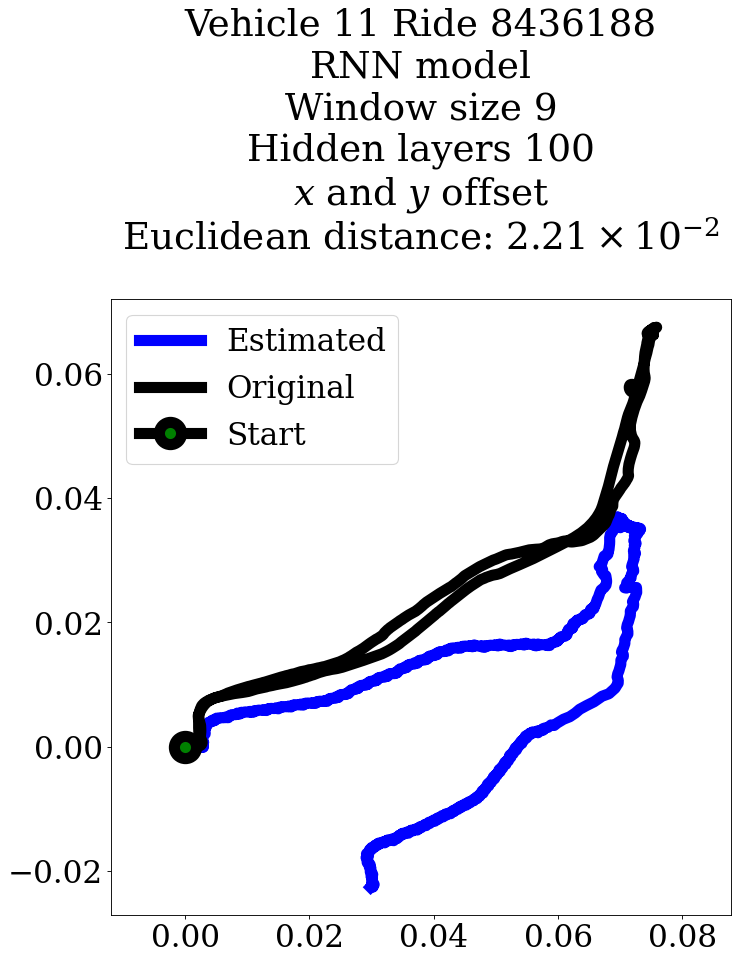 Vehicle 11 Ride 8436188
RNN model
Window size 9
Hidden layers 100
x and y offset
Euclidean distance: 2.21 × 10⁻²
Estimated
Original
Start
0.06
0.04
0.02
0.00
−0.02
0.00 0.02 0.04 0.06 0.08